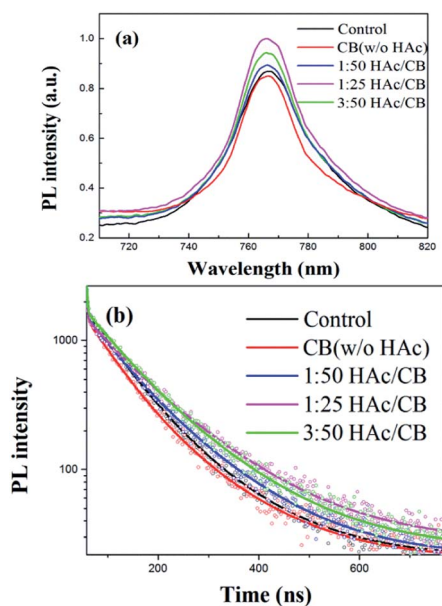 (a)
Control
CB(w/o HAc)
1:50 HAc/CB
1:25 HAc/CB
3:50 HAc/CB
PL intensity (a.u.)
1.0
0.8
0.6
0.4
0.2
720 740 760 780 800 820
Wavelength (nm)
(b)
Control
CB(w/o HAc)
1:50 HAc/CB
1:25 HAc/CB
3:50 HAc/CB
PL intensity
1000
100
200 400 600
Time (ns)